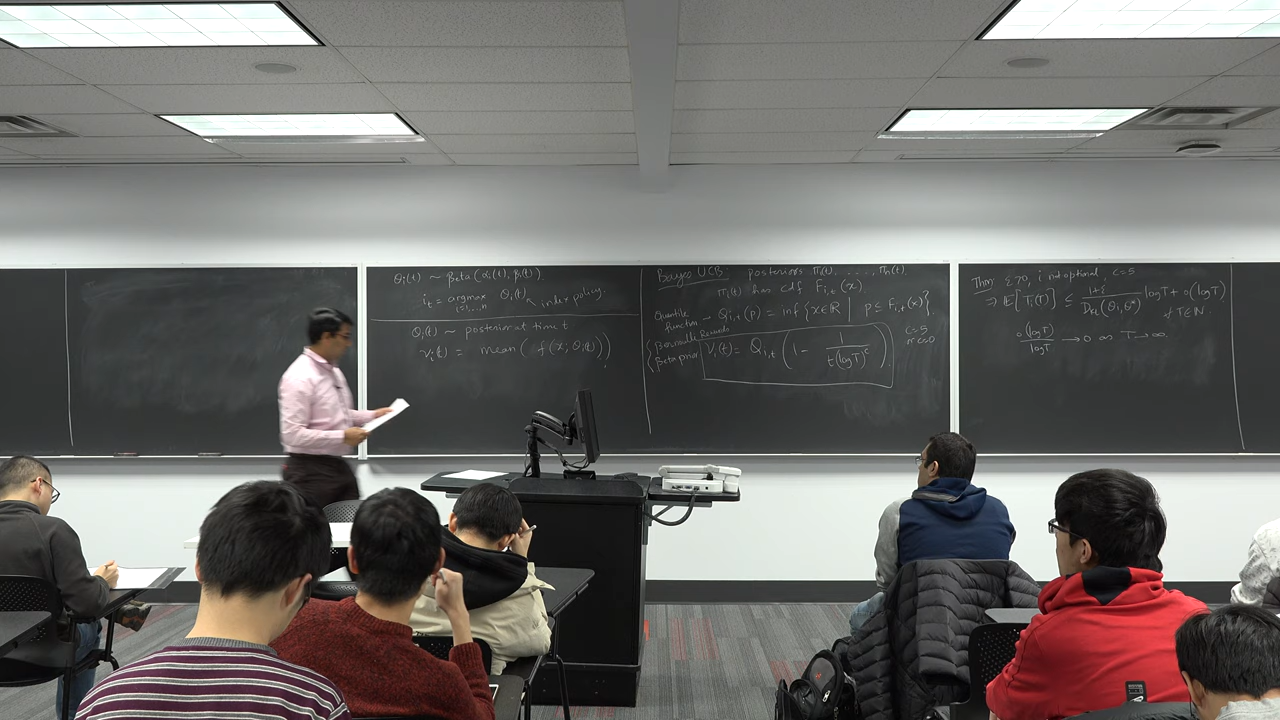 θᵢ(t) ~ Beta(αᵢ(t), βᵢ(t))
iₜ = argmax θᵢ(t) index policy
i=1,...,n
θᵢ(t) ~ posterior at time t
νᵢ(t) = mean( f(x; θᵢ(t)))
Bayes UCB: posteriors π₁(t), ..., πₙ(t).
πᵢ(t) has cdf Fᵢ,ₜ(x).
Quantile function - Qᵢ,ₜ(p) = inf {x∈ℝ | p ≤ Fᵢ,ₜ(x)}
(Bernoulli Rewards
Beta prior
νᵢ(t) = Qᵢ,ₜ (1 - 1/(t(log T)^c))
c=5
Thm: ε>0, i not optimal, c=5
⇒ 𝔼[Tᵢ(T)] ≤ (1+ε)/D_KL(θᵢ, θ*) log T + o(log T)
∀ T∈ℕ
o(log T)/log T → 0 as T → ∞